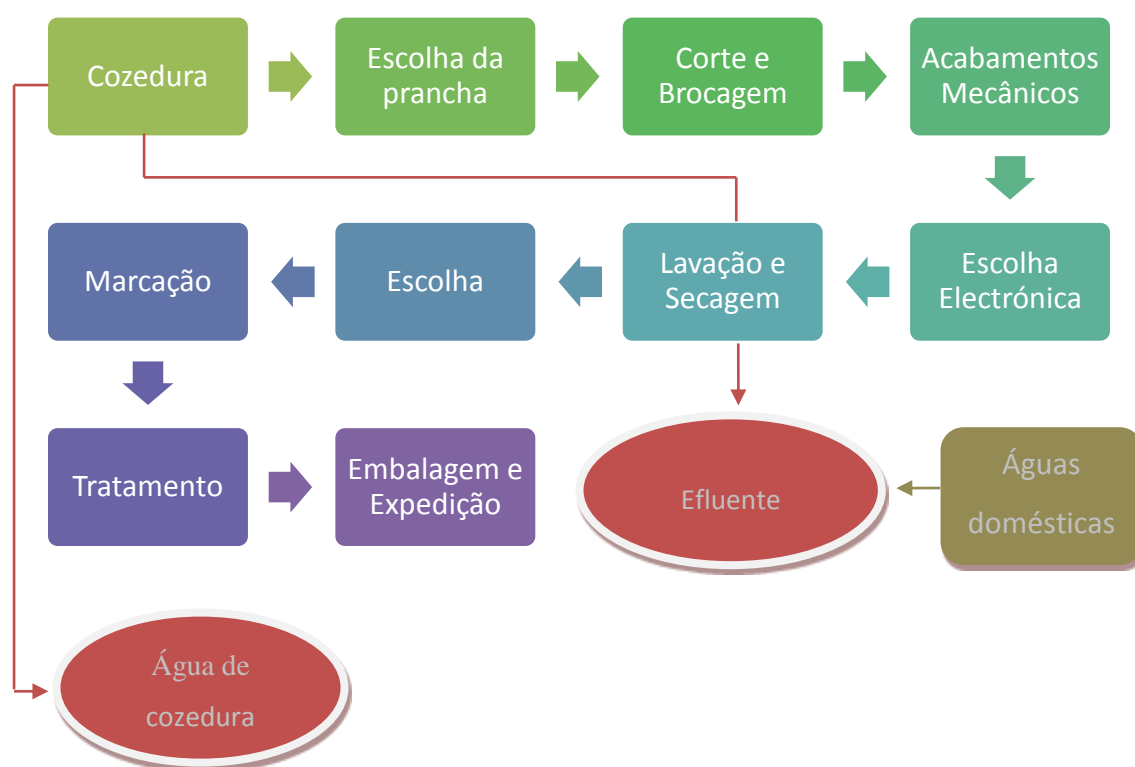 Cozedura
Escolha da
prancha
Corte e
Brocagem
Acabamentos
Mecânicos
Marcação
Escolha
Lavação e
Secagem
Escolha
Electrónica
Tratamento
Embalagem e
Expedição
Efluente
Águas
domésticas
Água de
cozedura